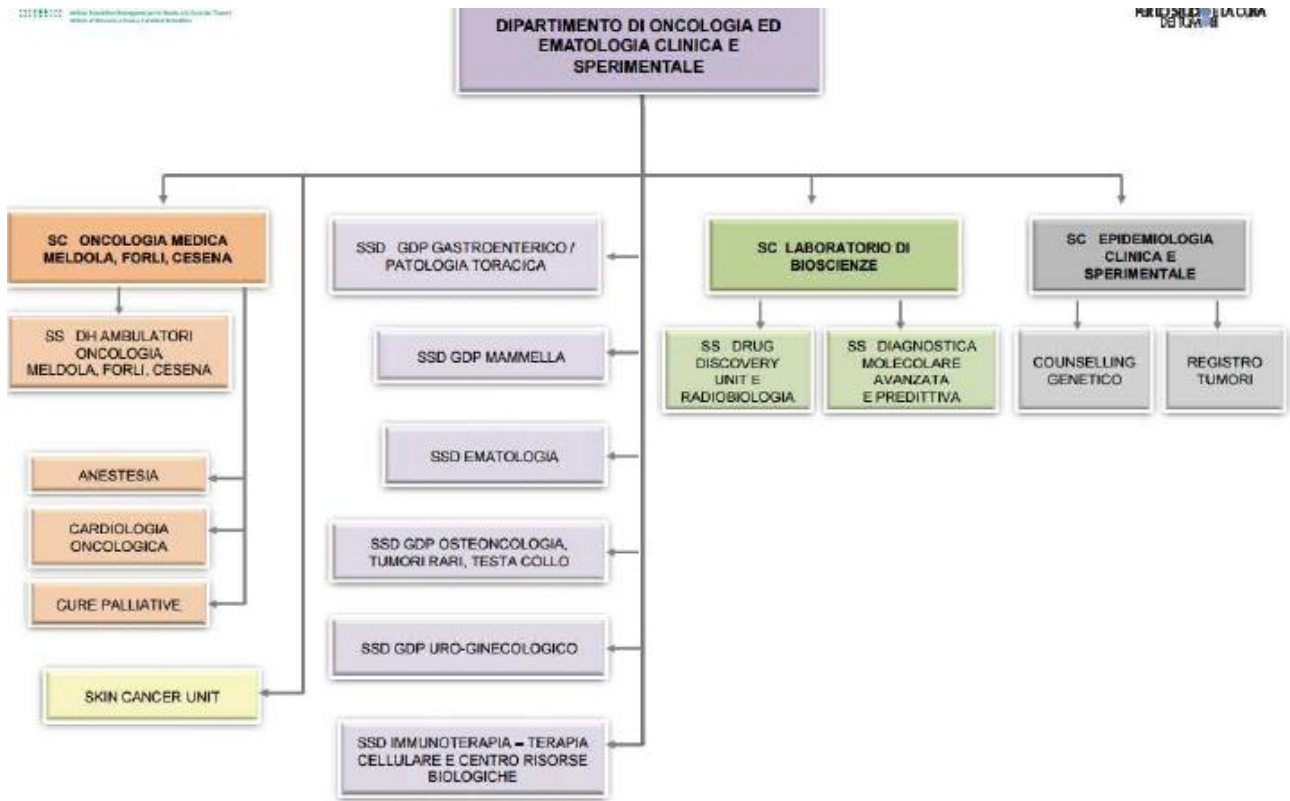 DIPARTIMENTO DI ONCOLOGIA ED
EMATOLOGIA CLINICA E
SPERIMENTALE
SC ONCOLOGIA MEDICA
MELDOLA, FORLI, CESENA
SS DH AMBULATORI
ONCOLOGIA
MELDOLA, FORLI, CESENA
ANESTESIA
CARDIOLOGIA
ONCOLOGICA
CURE PALLIATIVE
SKIN CANCER UNIT
SSD GDP GASTROENTERICO /
PATOLOGIA TORACICA
SSD GDP MAMMELLA
SSD EMATOLOGIA
SSD GDP OSTEONCOLOGIA,
TUMORI RARI, TESTA COLLO
SSD GDP URO-GINECOLOGICO
SSD IMMUNOTERAPIA – TERAPIA
CELLULARE E CENTRO RISORSE
BIOLOGICHE
SC LABORATORIO DI
BIOSCIENZE
SS DRUG
DISCOVERY
UNIT E
RADIOBIOLOGIA
SS DIAGNOSTICA
MOLECOLARE
AVANZATA
E PREDITTIVA
SC EPIDEMIOLOGIA
CLINICA E
SPERIMENTALE
COUNSELLING
GENETICO
REGISTRO
TUMORI